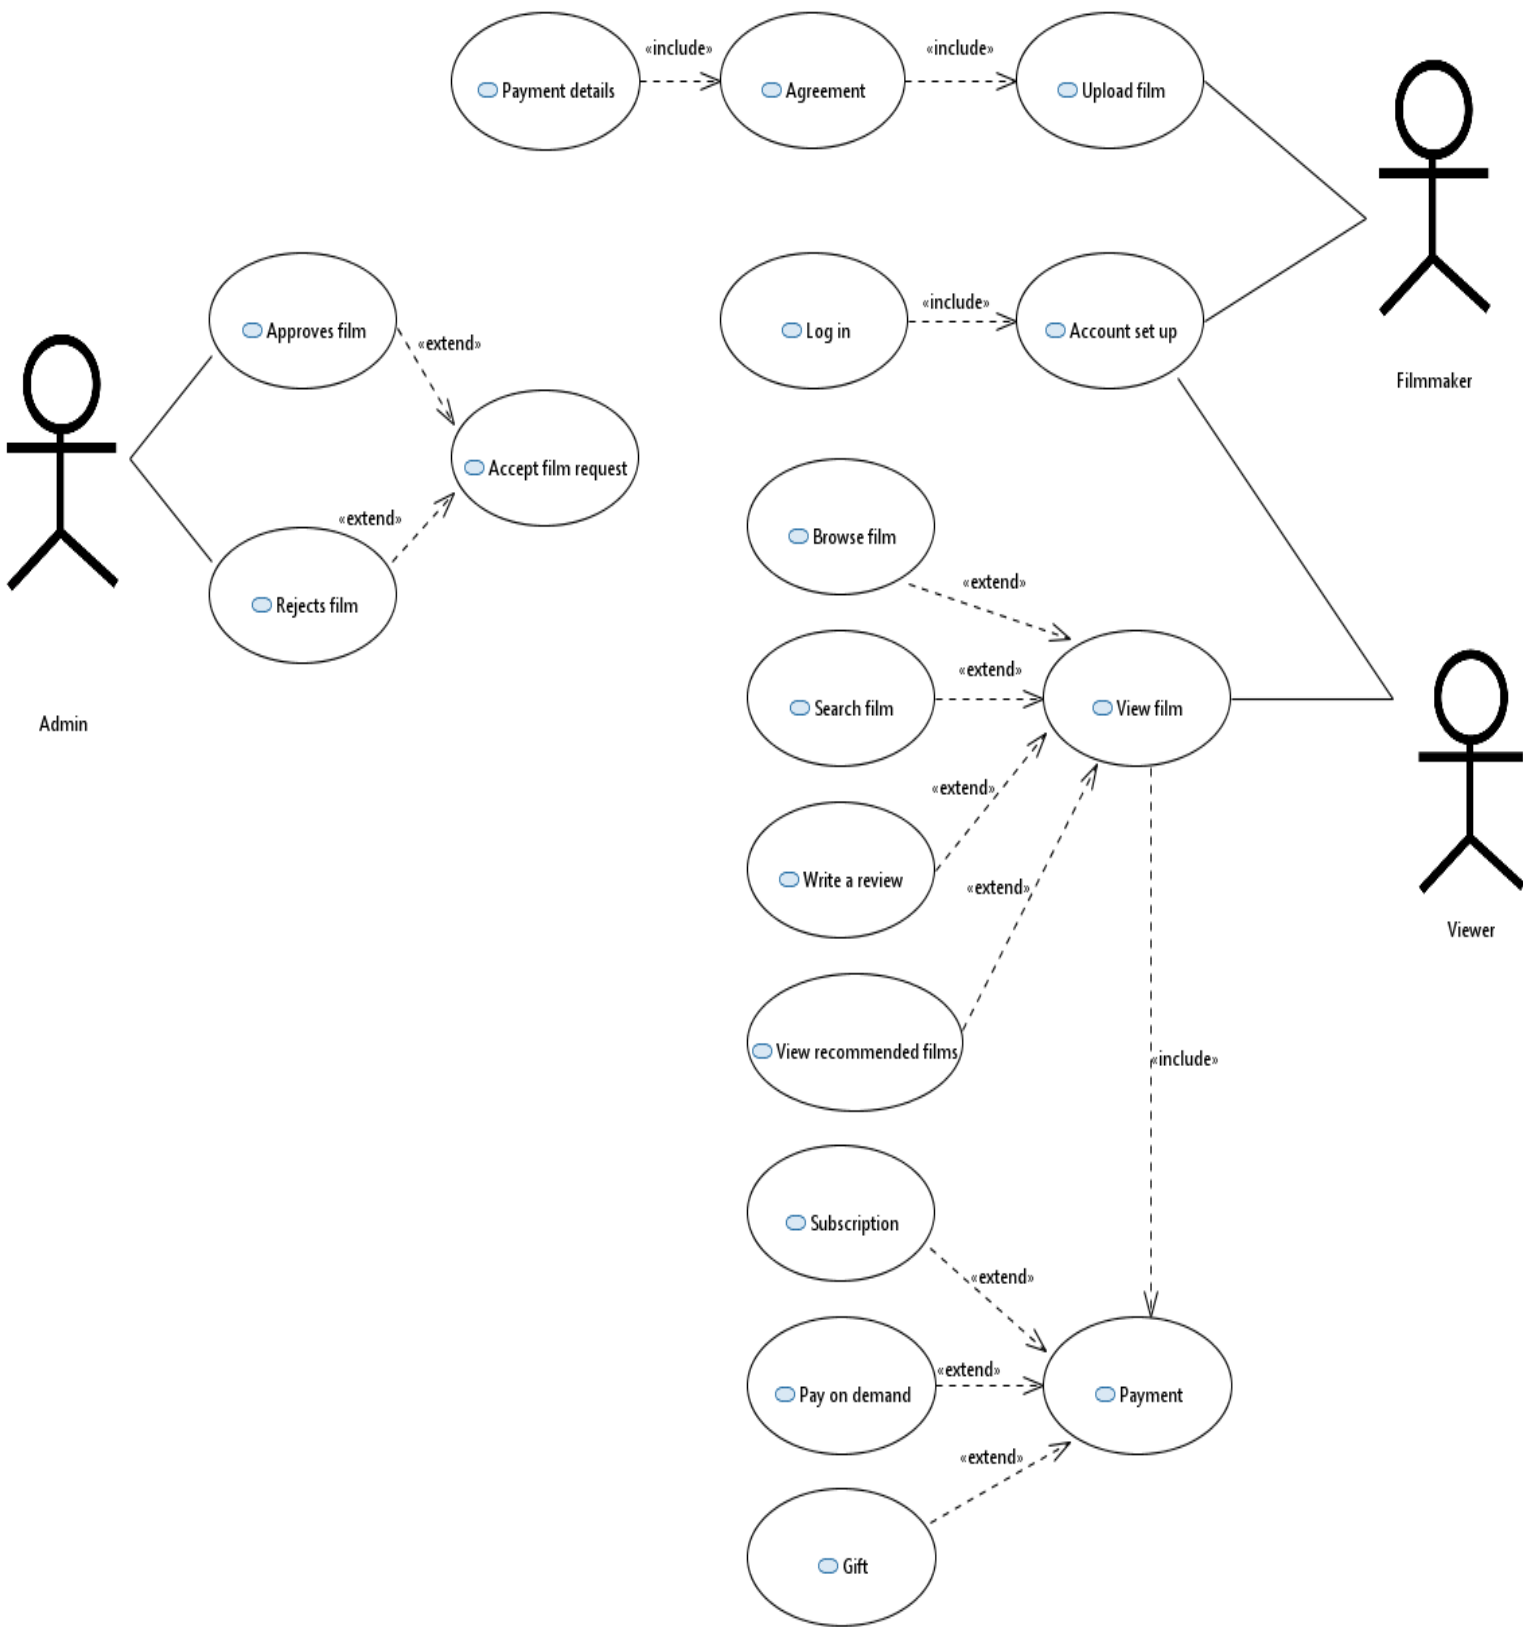 «include»
«include»
Payment details
Agreement
Upload film
«include»
Approves film
Log in
Account set up
«extend»
Filmmaker
Accept film request
«extend»
Browse film
«extend»
Rejects film
«extend»
Search film
View film
Admin
«extend»
Write a review
«extend»
Viewer
View recommended films
«include»
Subscription
«extend»
«extend»
Pay on demand
Payment
«extend»
Gift